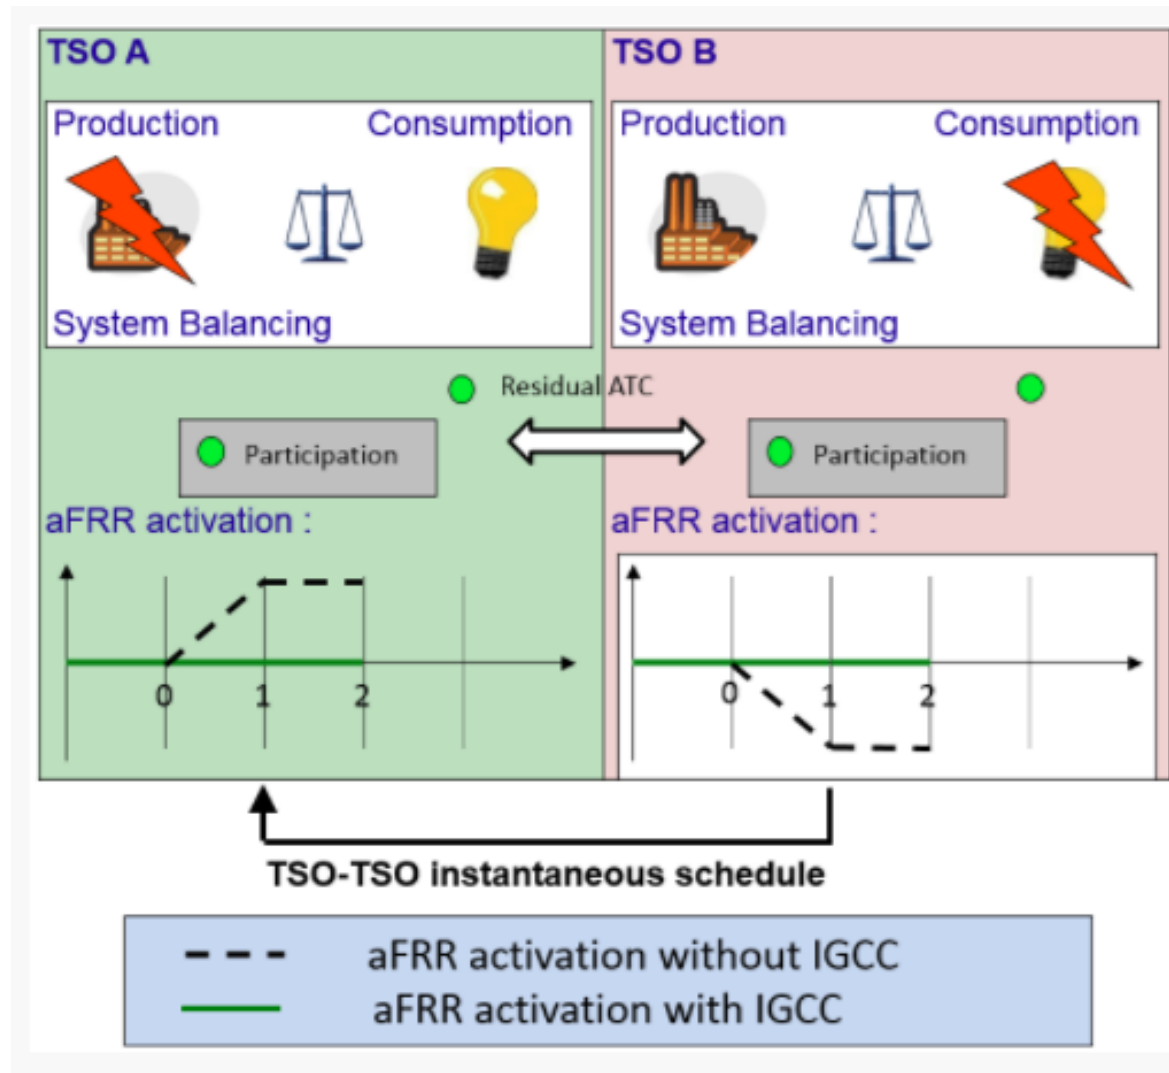 TSO A
TSO B
Production
Consumption
Production
Consumption
System Balancing
System Balancing
Residual ATC
Participation
Participation
aFRR activation :
aFRR activation :
0 1 2
0 1 2
TSO-TSO instantaneous schedule
aFRR activation without IGCC
aFRR activation with IGCC